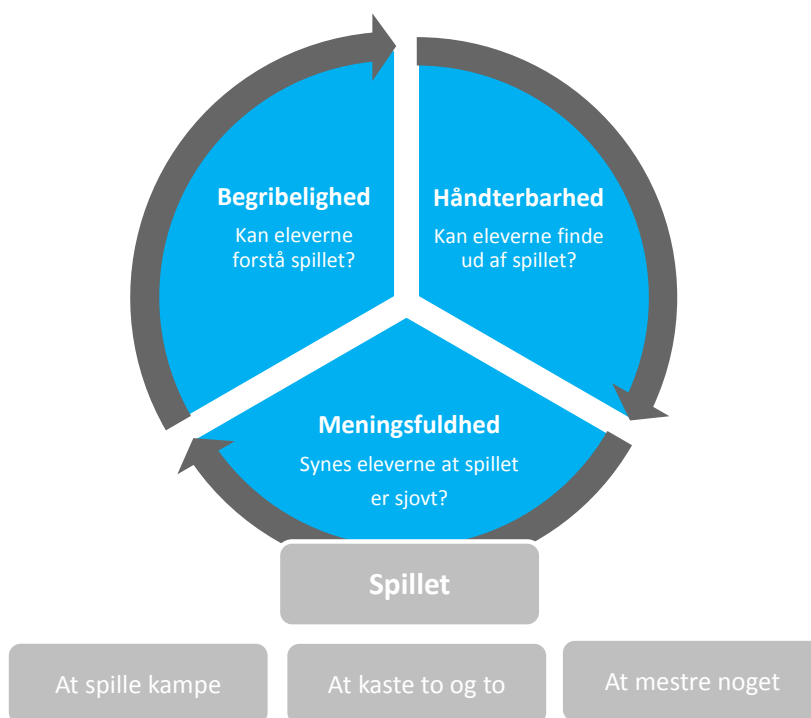 Begribelighed
Kan eleverne
forstå spillet?
Håndterbarhed
Kan eleverne finde
ud af spillet?
Meningsfuldhed
Synes eleverne at spillet
er sjovt?
Spillet
At spille kampe
At kaste to og to
At mestre noget